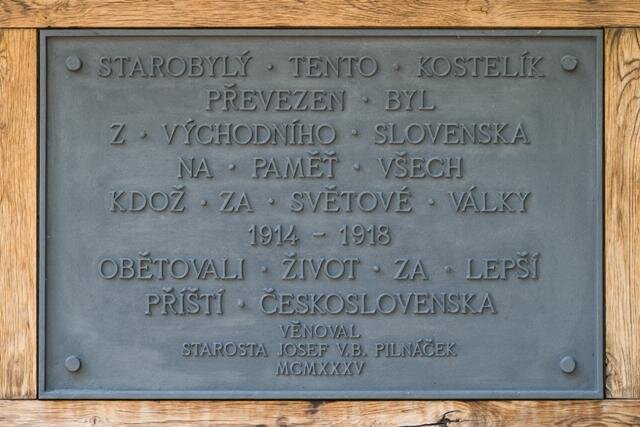 STAROBYLÝ · TENTO · KOSTELÍK
PŘEVEZEN · BYL
Z · VÝCHODNÍHO · SLOVENSKA
NA · PAMĚŤ · VŠECH
KDOŽ · ZA · SVĚTOVÉ · VÁLKY
1914 – 1918
OBĚTOVALI · ŽIVOT · ZA · LEPŠÍ
PŘÍŠTÍ · ČESKOSLOVENSKA
VĚNOVAL
STAROSTA JOSEF V.B. PILNÁČEK
MCMXXXV